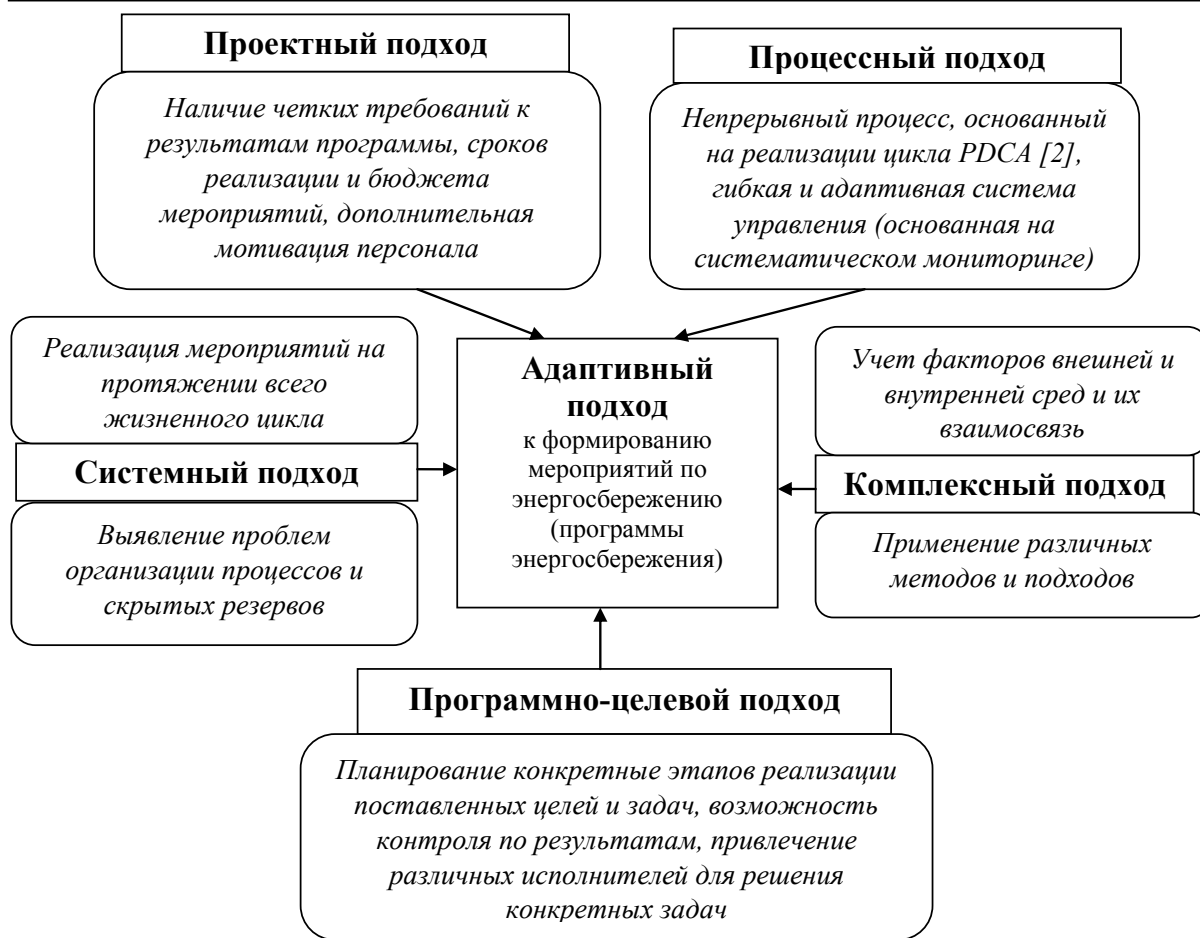 Проектный подход
Наличие четких требований к
результатам программы, сроков
реализации и бюджета
мероприятий, дополнительная
мотивация персонала
Процессный подход
Непрерывный процесс, основанный
на реализации цикла PDCA [2],
гибкая и адаптивная система
управления (основанная на
систематическом мониторинге)
Реализация мероприятий на
протяжении всего
жизненного цикла
Системный подход
Выявление проблем
организации процессов и
скрытых резервов
Адаптивный
подход
к формированию
мероприятий по
энергосбережению
(программы
энергосбережения)
Учет факторов внешней и
внутренней сред и их
взаимосвязь
Комплексный подход
Применение различных
методов и подходов
Программно-целевой подход
Планирование конкретные этапов реализации
поставленных целей и задач, возможность
контроля по результатам, привлечение
различных исполнителей для решения
конкретных задач